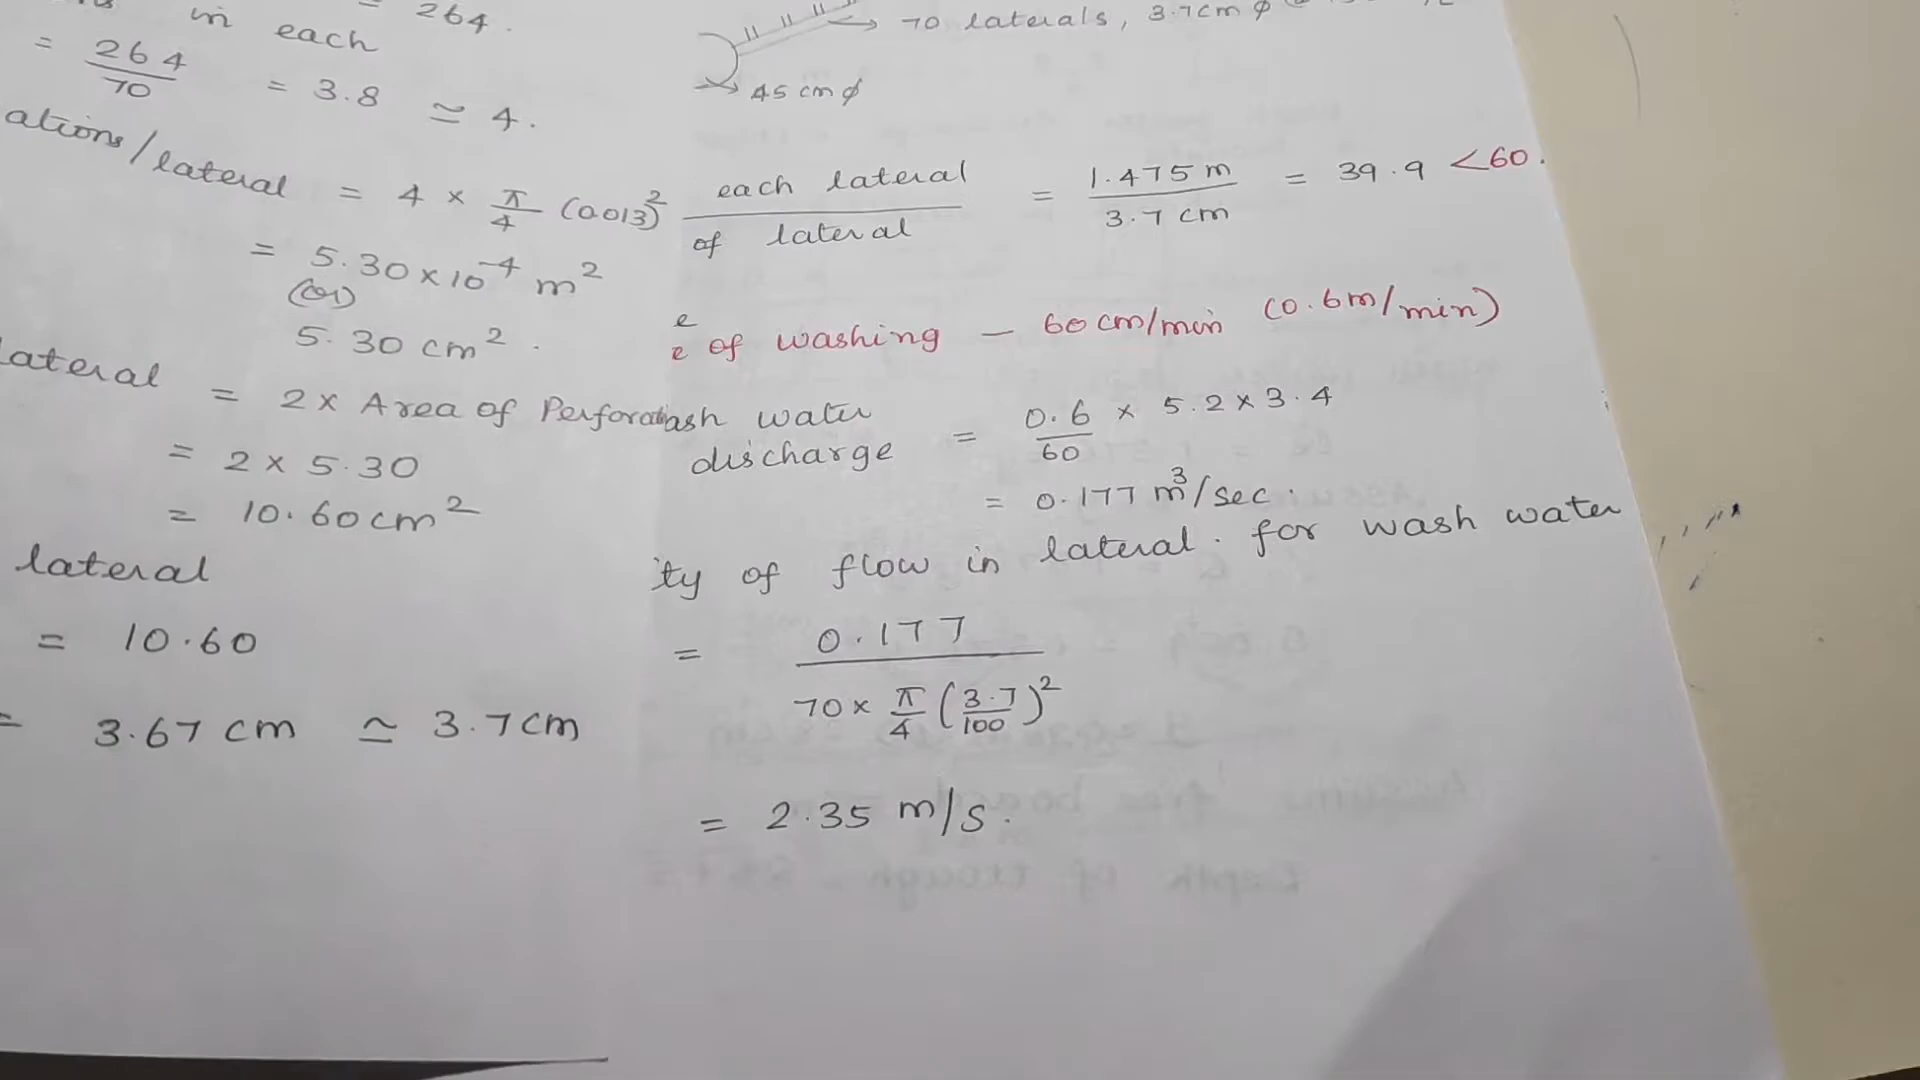 in each = 264.
= 264/70 = 3.8 ≃ 4.
ations/lateral = 4 × π/4 (0.013)²
= 5.30 × 10⁻⁴ m²
(or)
5.30 cm².
lateral = 2 × Area of Perforat
= 2 × 5.30
= 10.60 cm²
lateral
= 10.60
= 3.67 cm ≃ 3.7 cm
70 laterals, 3.7cm ϕ
45 cm ϕ
each lateral / of lateral = 1.475 m / 3.7 cm = 39.9 < 60.
e
e of washing — 60 cm/min (0.6m/min)
ash water
discharge = 0.6/60 × 5.2 × 3.4
= 0.177 m³/sec.
ity of flow in lateral. for wash water
= 0.177 / 70 × π/4 (3.7/100)²
= 2.35 m/s.